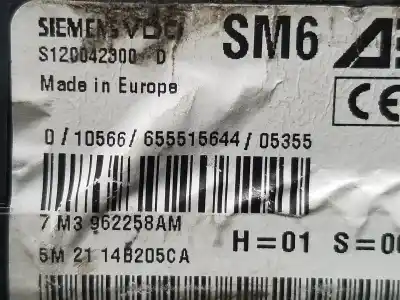 SIEMENS VDO SM6
S120042300 D
Made in Europe
CE
0/10566/655515644/05355
7 M3 962258AM
H=01 S=00
5M 21 14B205CA